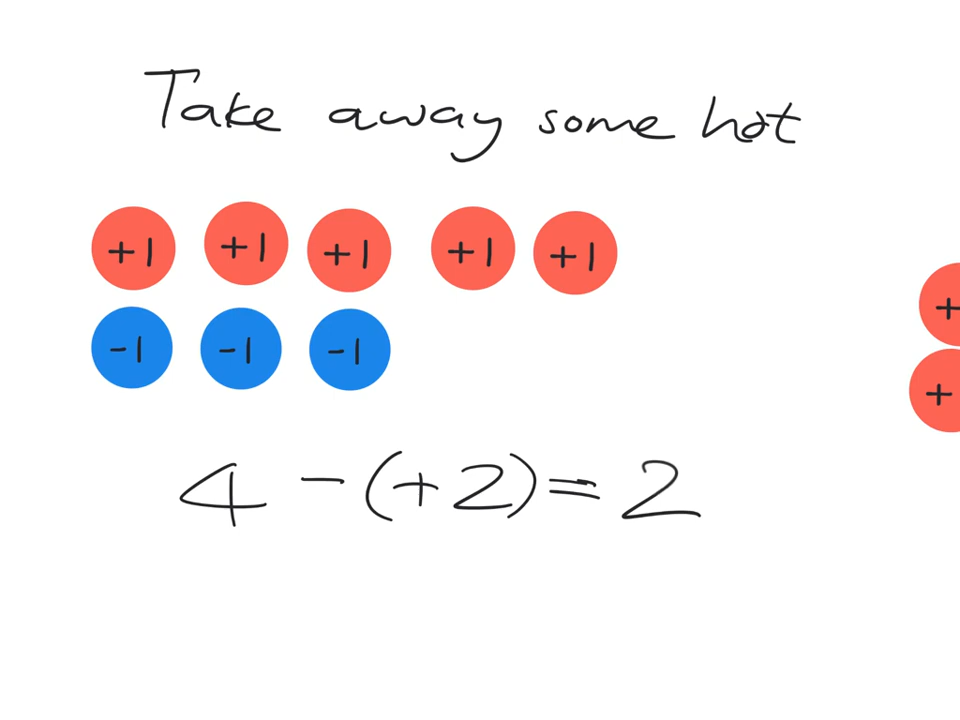 Take away some hot
+1 +1 +1 +1 +1
+
-1 -1 -1
+
4 - (+2) = 2